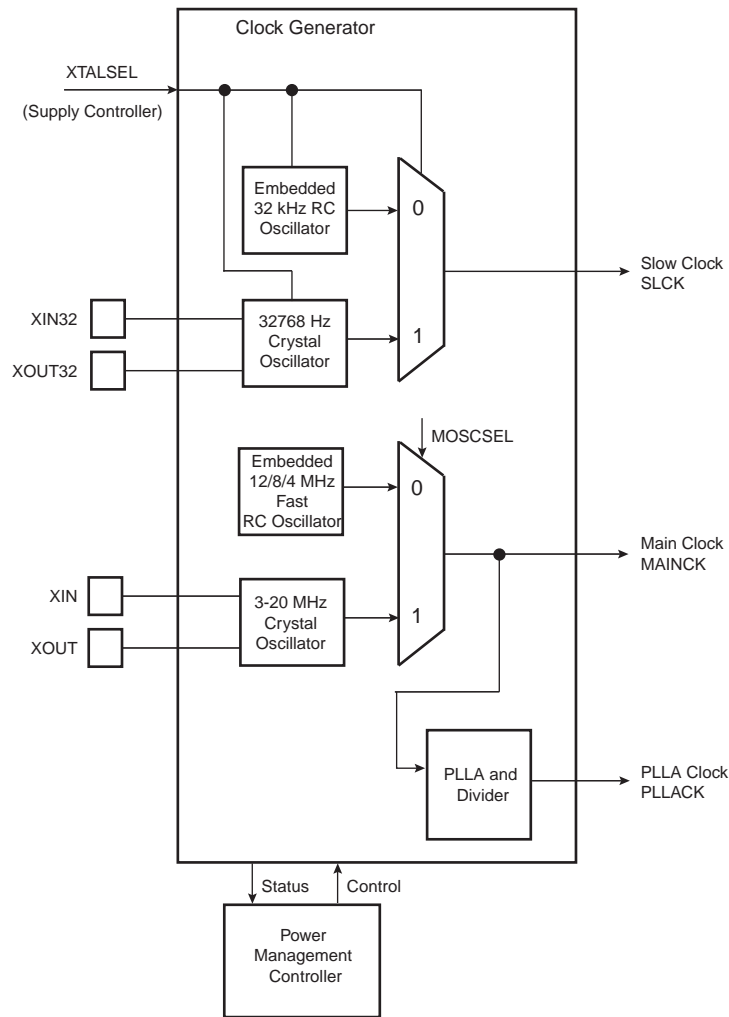 Clock Generator
XTALSEL
(Supply Controller)
Embedded
32 kHz RC
Oscillator
0
Slow Clock
SLCK
XIN32
32768 Hz
Crystal
Oscillator
1
XOUT32
MOSCSEL
Embedded
12/8/4 MHz
Fast
RC Oscillator
0
Main Clock
MAINCK
XIN
3-20 MHz
Crystal
Oscillator
1
XOUT
PLLA and
Divider
PLLA Clock
PLLACK
Status
Control
Power
Management
Controller